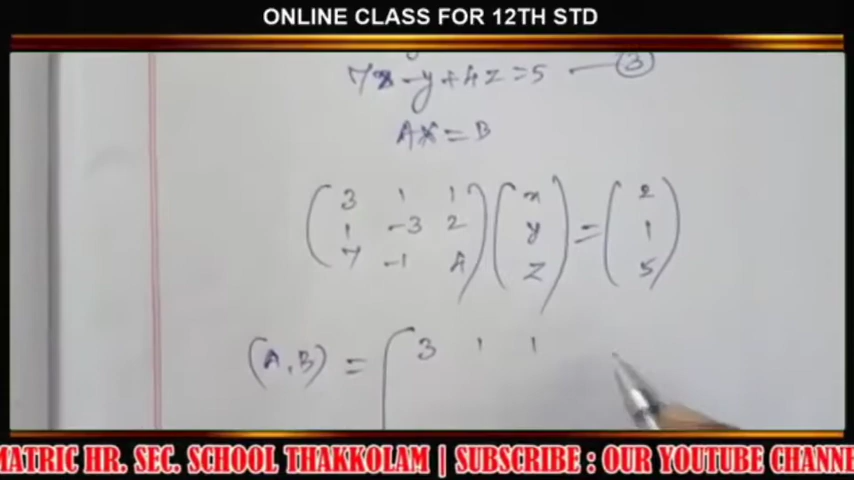 ONLINE CLASS FOR 12TH STD
7x - y + 4z = 5 — (3)
AX = B
(3 1 1) (x) = (2)
(1 -3 2) (y) (1)
(7 -1 4) (z) (5)
(A, B) = ( 3 1 1
MATRIC HR. SEC. SCHOOL THAKKOLAM | SUBSCRIBE : OUR YOUTUBE CHANNE